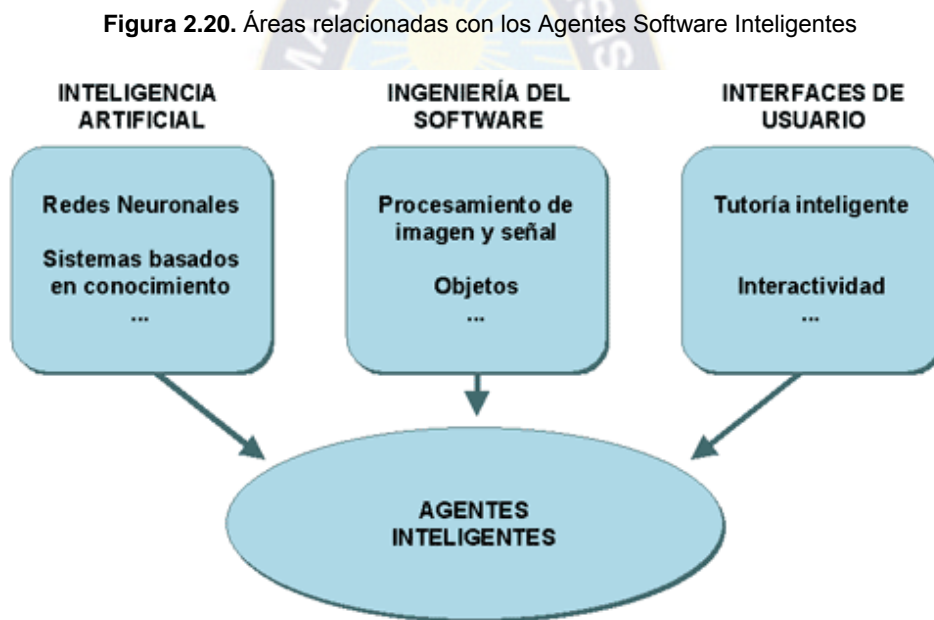 Figura 2.20. Áreas relacionadas con los Agentes Software Inteligentes
INTELIGENCIA
ARTIFICIAL
INGENIERÍA DEL
SOFTWARE
INTERFACES DE
USUARIO
Redes Neuronales
Sistemas basados
en conocimiento
...
Procesamiento de
imagen y señal
Objetos
...
Tutoría inteligente
Interactividad
...
AGENTES
INTELIGENTES